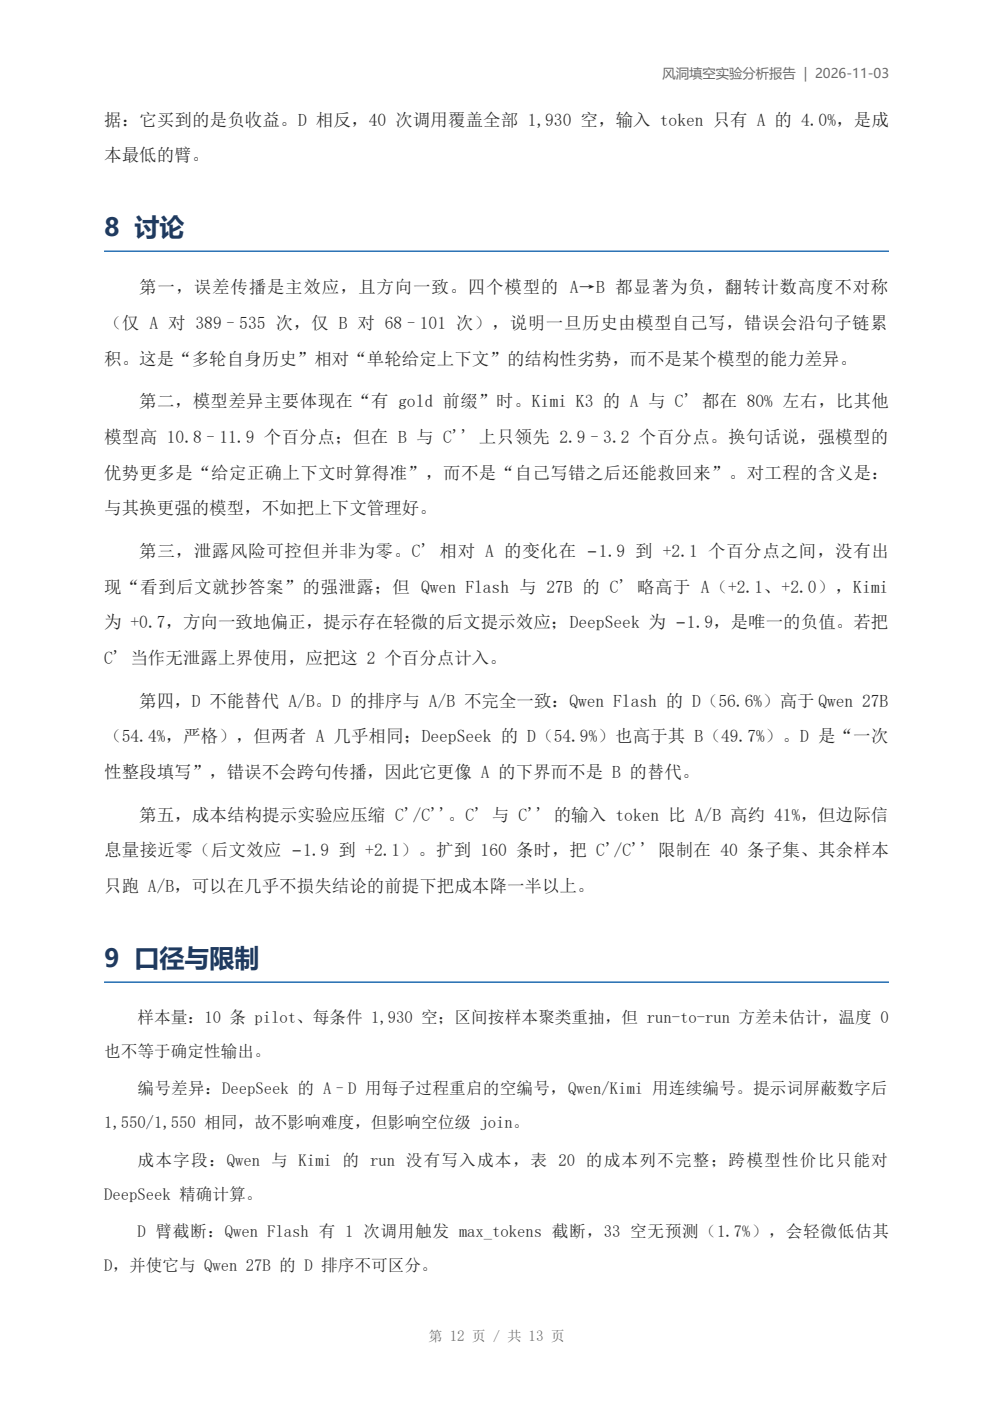 风洞填空实验分析报告 | 2026-11-03
据：它买到的是负收益。D 相反，40 次调用覆盖全部 1,930 空，输入 token 只有 A 的 4.0%，是成
本最低的臂。
8 讨论
第一，误差传播是主效应，且方向一致。四个模型的 A→B 都显著为负，翻转计数高度不对称
（仅 A 对 389–535 次，仅 B 对 68–101 次），说明一旦历史由模型自己写，错误会沿句子链累
积。这是“多轮自身历史”相对“单轮给定上下文”的结构性劣势，而不是某个模型的能力差异。
第二，模型差异主要体现在“有 gold 前缀”时。Kimi K3 的 A 与 C' 都在 80% 左右，比其他
模型高 10.8–11.9 个百分点；但在 B 与 C'' 上只领先 2.9–3.2 个百分点。换句话说，强模型的
优势更多是“给定正确上下文时算得准”，而不是“自己写错之后还能救回来”。对工程的含义是：
与其换更强的模型，不如把上下文管理好。
第三，泄露风险可控但并非为零。C' 相对 A 的变化在 −1.9 到 +2.1 个百分点之间，没有出
现“看到后文就抄答案”的强泄露；但 Qwen Flash 与 27B 的 C' 略高于 A（+2.1、+2.0），Kimi
为 +0.7，方向一致地偏正，提示存在轻微的后文提示效应；DeepSeek 为 −1.9，是唯一的负值。若把
C' 当作无泄露上界使用，应把这 2 个百分点计入。
第四，D 不能替代 A/B。D 的排序与 A/B 不完全一致：Qwen Flash 的 D（56.6%）高于 Qwen 27B
（54.4%，严格），但两者 A 几乎相同；DeepSeek 的 D（54.9%）也高于其 B（49.7%）。D 是“一次
性整段填写”，错误不会跨句传播，因此它更像 A 的下界而不是 B 的替代。
第五，成本结构提示实验应压缩 C'/C''。C' 与 C'' 的输入 token 比 A/B 高约 41%，但边际信
息量接近零（后文效应 −1.9 到 +2.1）。扩到 160 条时，把 C'/C'' 限制在 40 条子集、其余样本
只跑 A/B，可以在几乎不损失结论的前提下把成本降一半以上。
9 口径与限制
样本量：10 条 pilot、每条件 1,930 空；区间按样本聚类重抽，但 run-to-run 方差未估计，温度 0
也不等于确定性输出。
编号差异：DeepSeek 的 A–D 用每子过程重启的空编号，Qwen/Kimi 用连续编号。提示词屏蔽数字后
1,550/1,550 相同，故不影响难度，但影响空位级 join。
成本字段：Qwen 与 Kimi 的 run 没有写入成本，表 20 的成本列不完整；跨模型性价比只能对
DeepSeek 精确计算。
D 臂截断：Qwen Flash 有 1 次调用触发 max_tokens 截断，33 空无预测（1.7%），会轻微低估其
D，并使它与 Qwen 27B 的 D 排序不可区分。
第 12 页 / 共 13 页